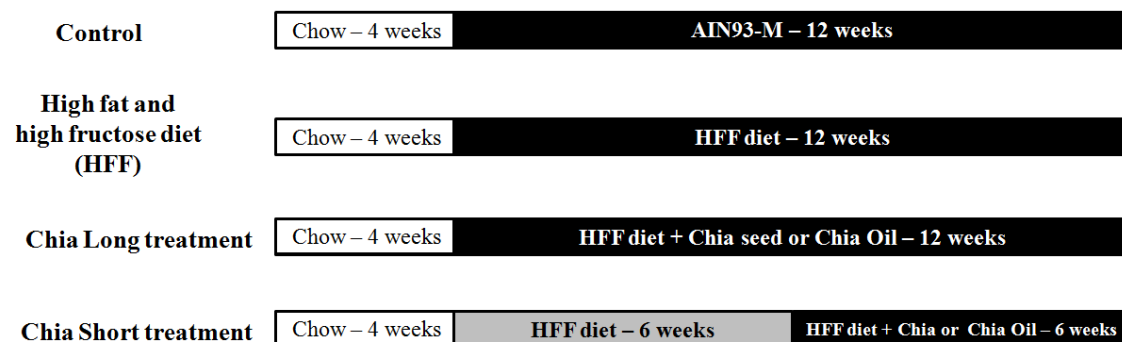 Control
Chow – 4 weeks
AIN93-M – 12 weeks
High fat and
high fructose diet
(HFF)
Chow – 4 weeks
HFF diet – 12 weeks
Chia Long treatment
Chow – 4 weeks
HFF diet + Chia seed or Chia Oil – 12 weeks
Chia Short treatment
Chow – 4 weeks
HFF diet – 6 weeks
HFF diet + Chia or Chia Oil – 6 weeks